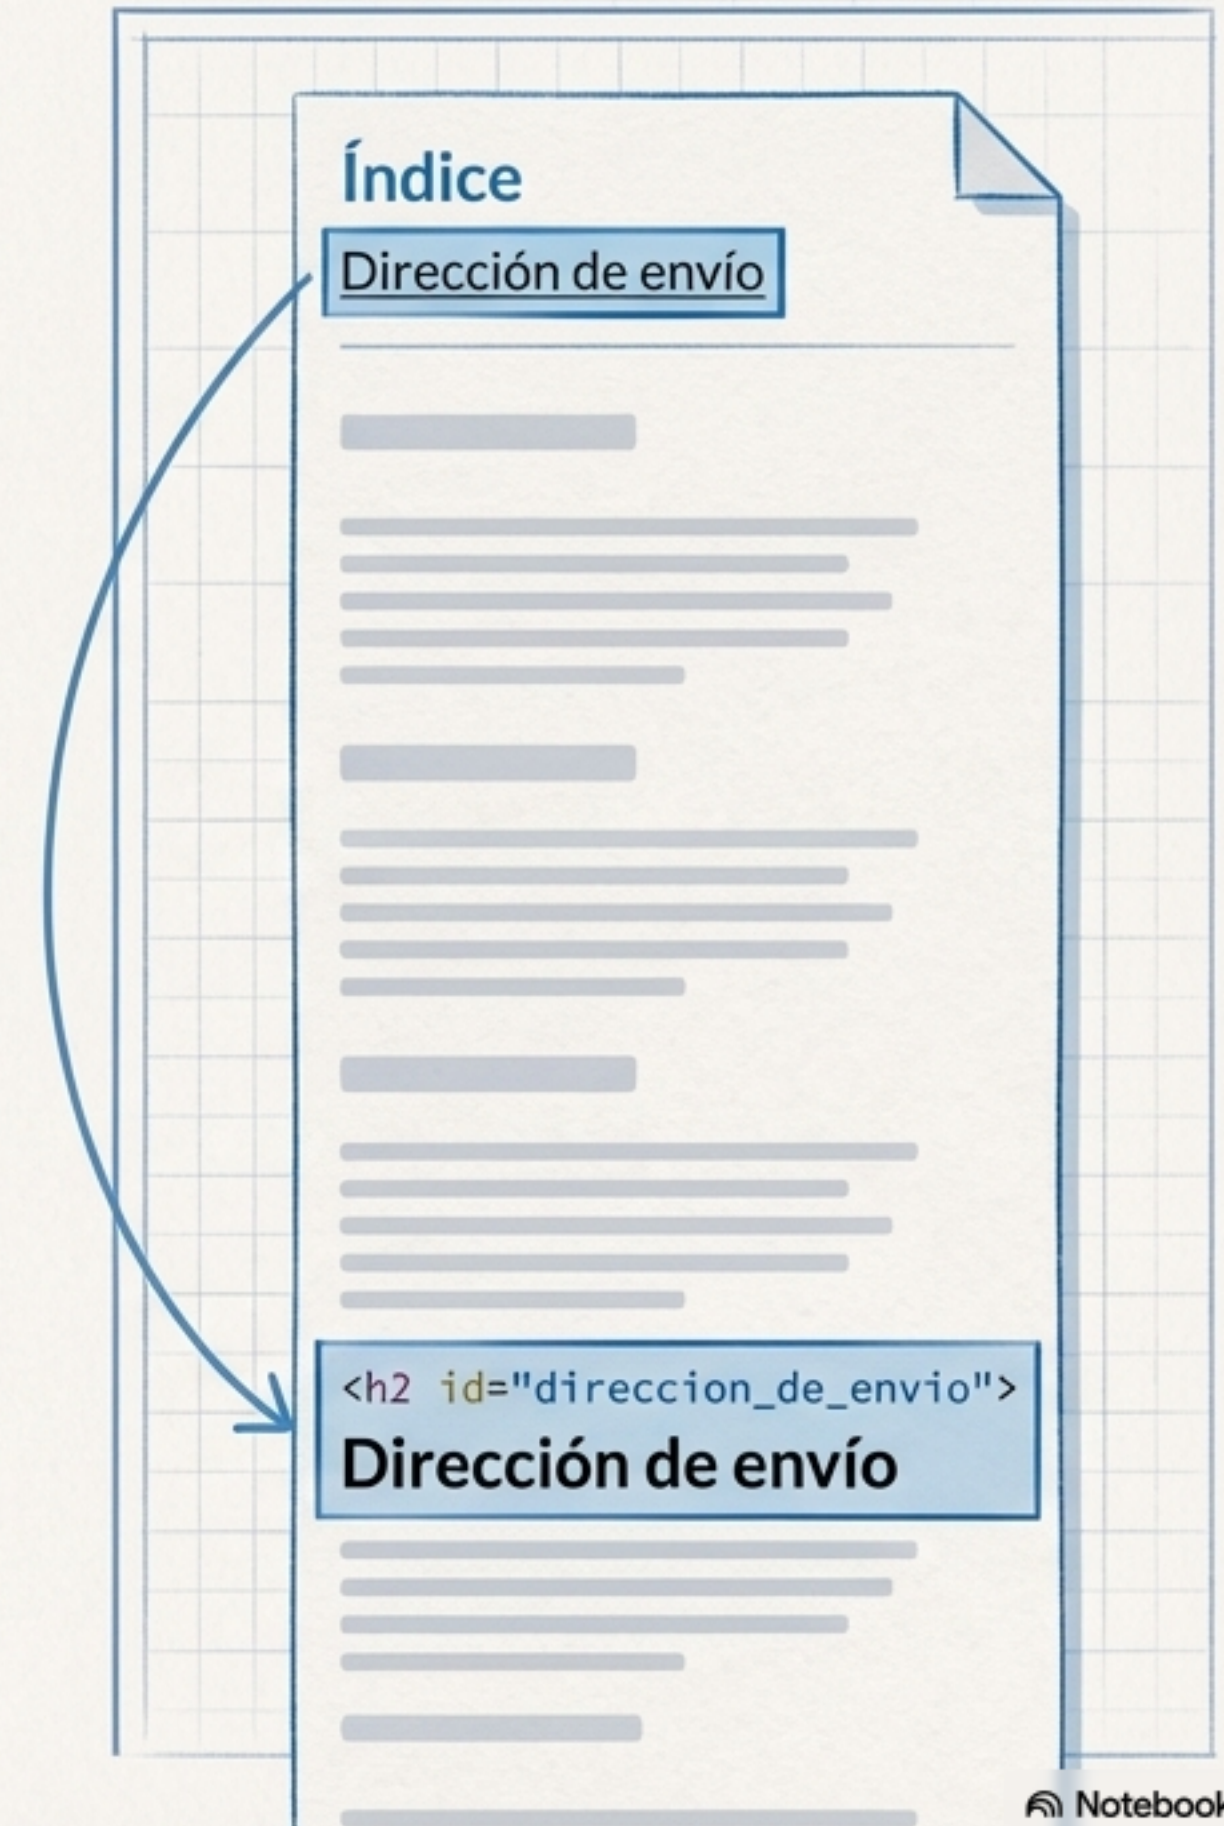 Índice
Dirección de envío
<h2 id="direccion_de_envio">
Dirección de envío
Notebook